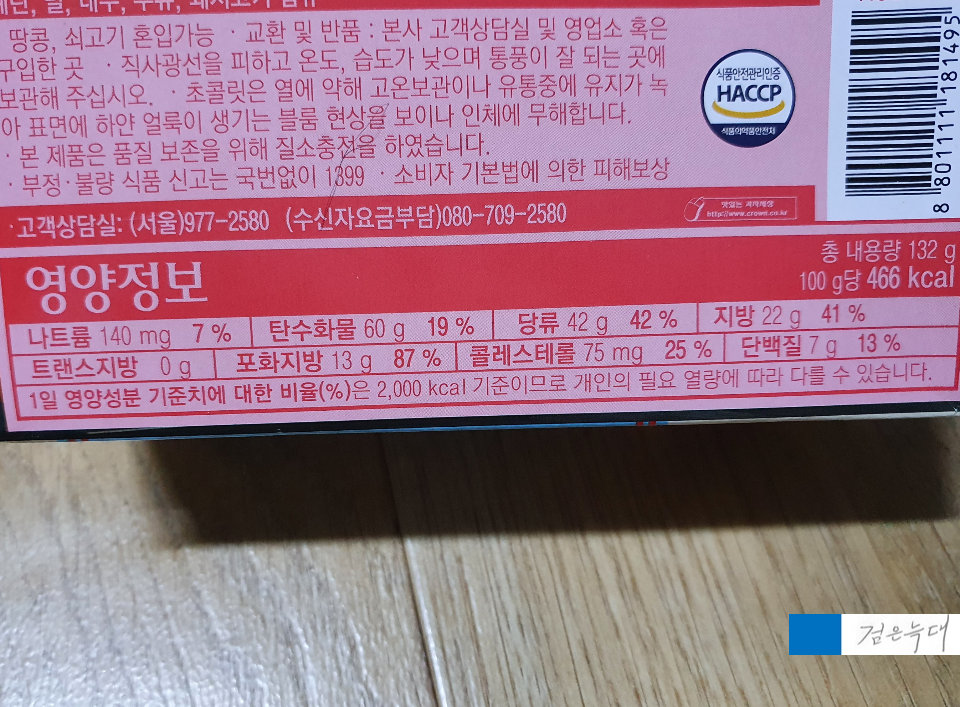 땅콩, 쇠고기 혼입가능 · 교환 및 반품 : 본사 고객상담실 및 영업소 혹은
구입한 곳 · 직사광선을 피하고 온도, 습도가 낮으며 통풍이 잘 되는 곳에
보관해 주십시오. · 초콜릿은 열에 약해 고온보관이나 유통중에 유지가 녹
아 표면에 하얀 얼룩이 생기는 블룸 현상을 보이나 인체에 무해합니다.
· 본 제품은 품질 보존을 위해 질소충전을 하였습니다.
· 부정·불량 식품 신고는 국번없이 1399 · 소비자 기본법에 의한 피해보상
식품안전관리인증
HACCP
식품의약품안전처
8 801111 181495
·고객상담실: (서울)977-2580 (수신자요금부담)080-709-2580
맛있는 과자세상
http://www.crown.co.kr
영양정보
총 내용량 132 g
100 g당 466 kcal
나트륨 140 mg 7 % 탄수화물 60 g 19 % 당류 42 g 42 % 지방 22 g 41 %
트랜스지방 0 g 포화지방 13 g 87 % 콜레스테롤 75 mg 25 % 단백질 7 g 13 %
1일 영양성분 기준치에 대한 비율(%)은 2,000 kcal 기준이므로 개인의 필요 열량에 따라 다를 수 있습니다.
검은늑대